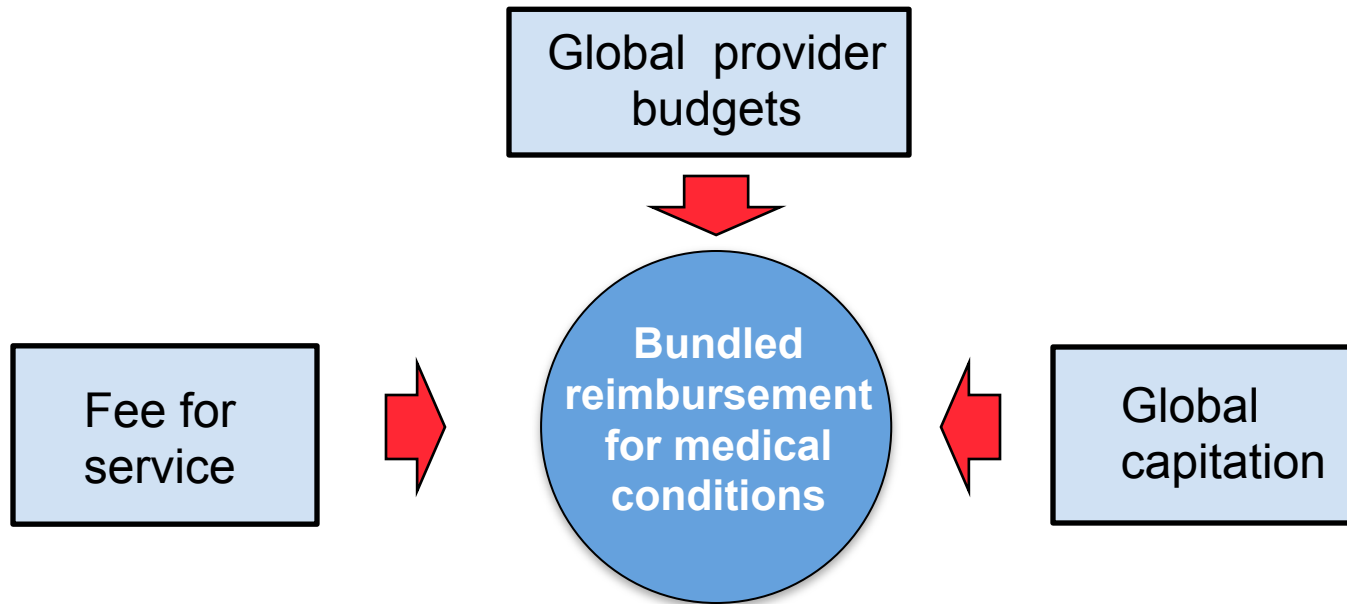 Global provider
budgets
Fee for
service
Bundled
reimbursement
for medical
conditions
Global
capitation